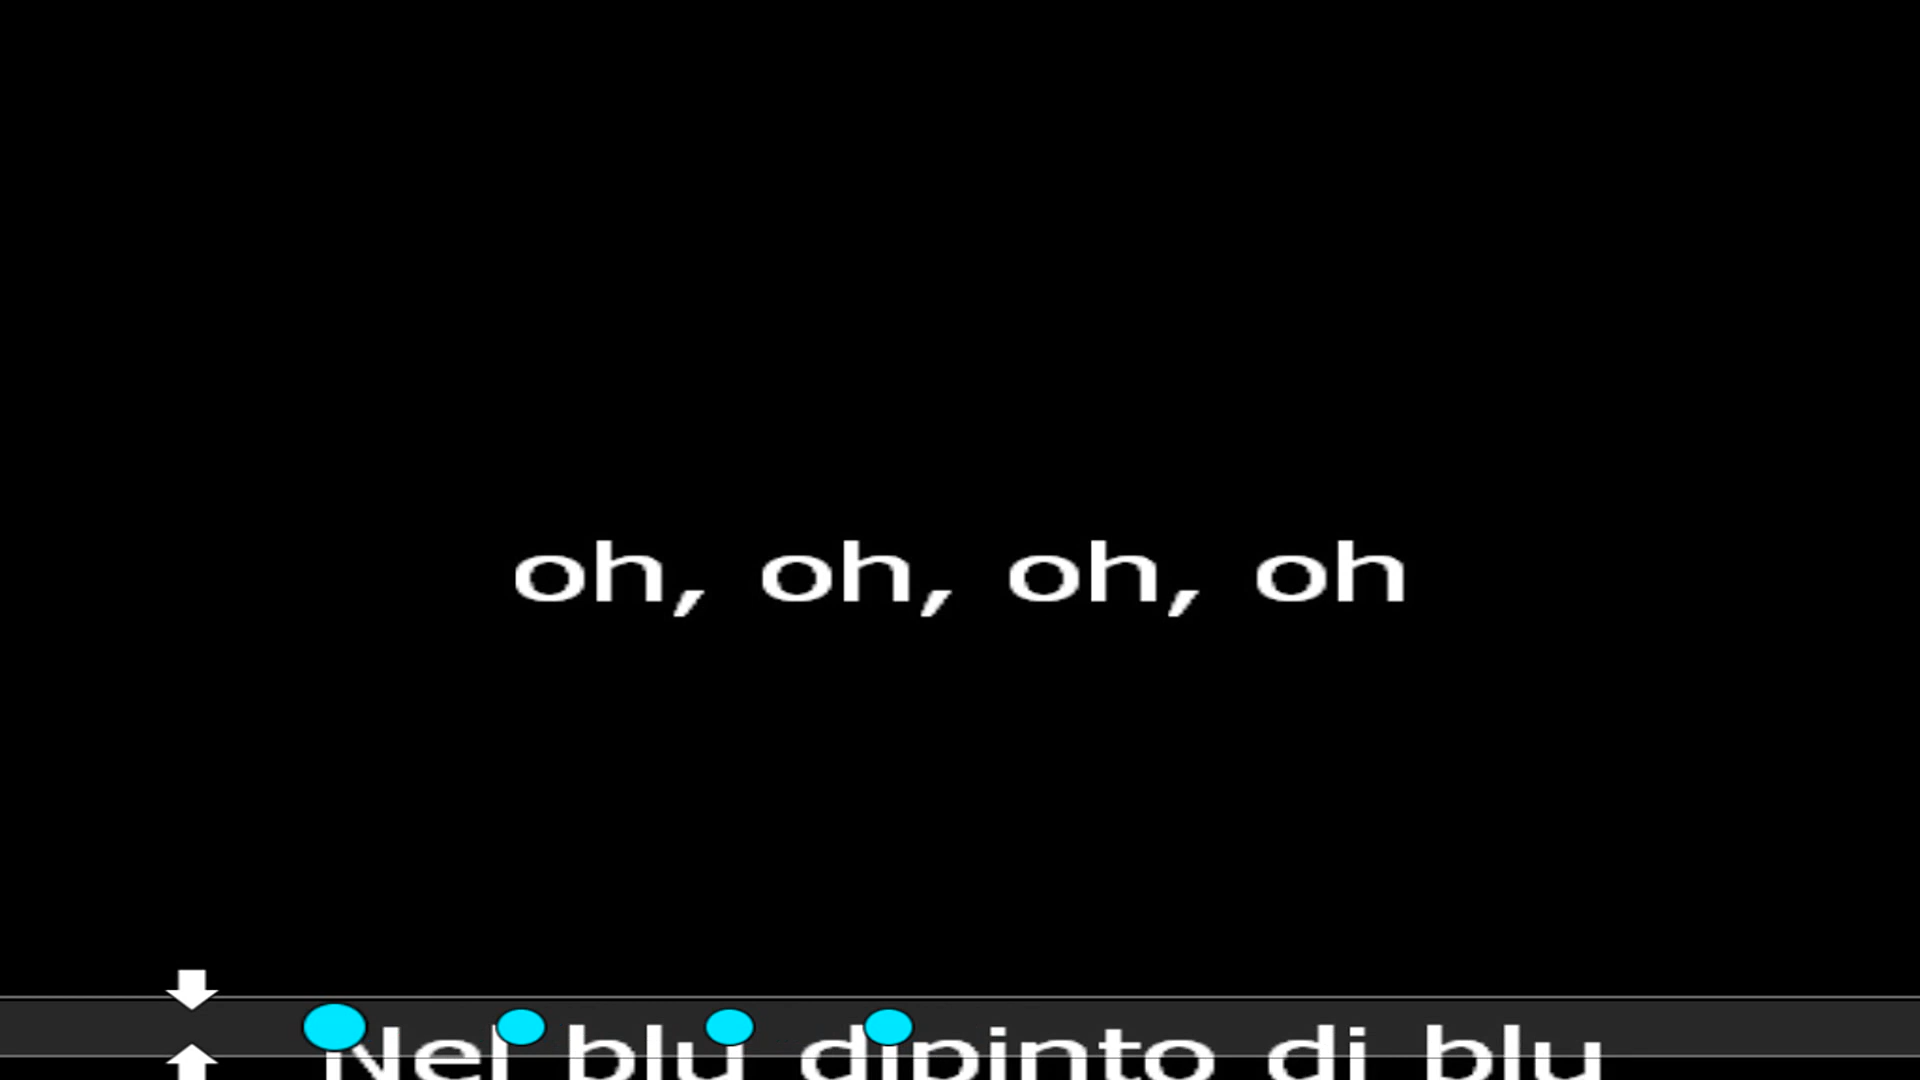 oh, oh, oh, oh
Nel blu dipinto di blu